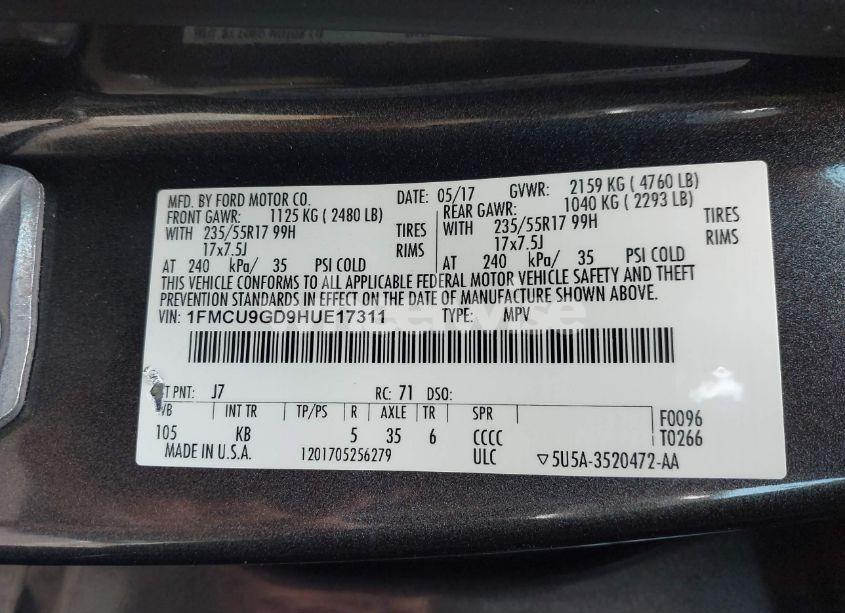 MFD. BY FORD MOTOR CO. DATE: 05/17 GVWR: 2159 KG ( 4760 LB)
FRONT GAWR: 1125 KG ( 2480 LB) REAR GAWR: 1040 KG ( 2293 LB)
WITH 235/55R17 99H TIRES WITH 235/55R17 99H TIRES
17x7.5J RIMS 17x7.5J RIMS
AT 240 kPa/ 35 PSI COLD AT 240 kPa/ 35 PSI COLD
THIS VEHICLE CONFORMS TO ALL APPLICABLE FEDERAL MOTOR VEHICLE SAFETY AND THEFT
PREVENTION STANDARDS IN EFFECT ON THE DATE OF MANUFACTURE SHOWN ABOVE.
VIN: 1FMCU9GD9HUE17311 TYPE: MPV
T PNT: J7 RC: 71 DSO:
WB INT TR TP/PS R AXLE TR SPR F0096
105 KB 5 35 6 CCCC T0266
MADE IN U.S.A. 1201705256279 ULC ▽5U5A-3520472-AA